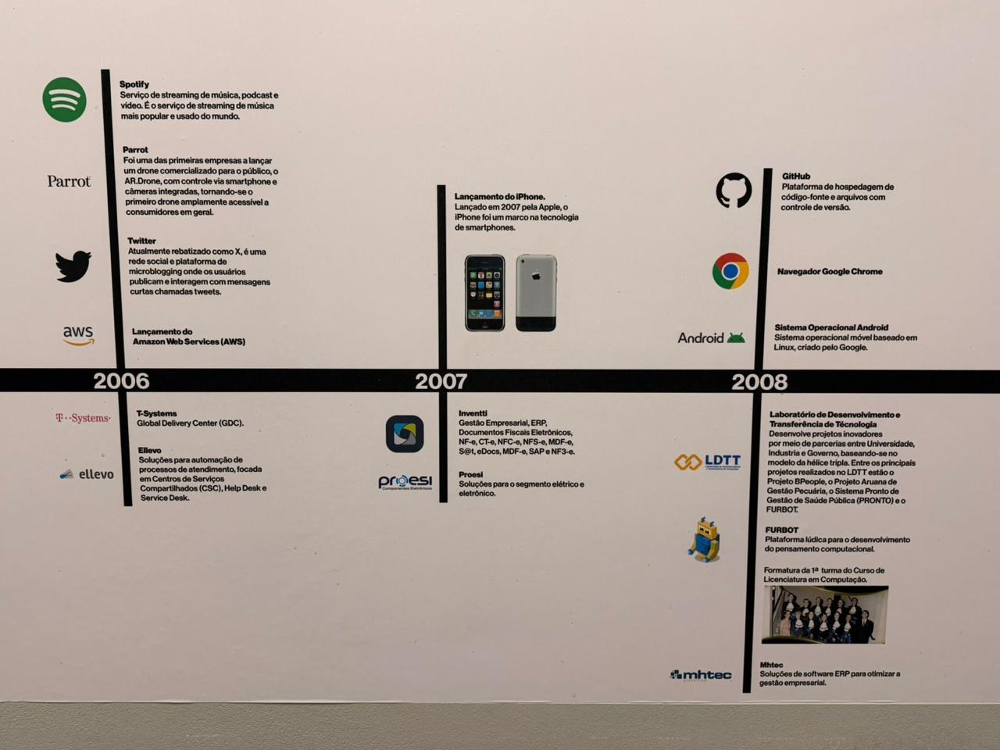 Spotify
Serviço de streaming de música, podcast e
vídeo. É o serviço de streaming de música
mais popular e usado do mundo.
Parrot
Parrot
Foi uma das primeiras empresas a lançar
um drone comercializado para o público, o
AR.Drone, com controle via smartphone e
câmeras integradas, tornando-se o
primeiro drone amplamente acessível a
consumidores em geral.
Twitter
Atualmente rebatizado como X, é uma
rede social e plataforma de
microblogging onde os usuários
publicam e interagem com mensagens
curtas chamadas tweets.
aws
Lançamento do
Amazon Web Services (AWS)
2006
T··Systems·
T-Systems
Global Delivery Center (GDC).
ellevo
Ellevo
Soluções para automação de
processos de atendimento, focada
em Centros de Serviços
Compartilhados (CSC), Help Desk e
Service Desk.
Lançamento do iPhone.
Lançado em 2007 pela Apple, o
iPhone foi um marco na tecnologia
de smartphones.
2007
Inventti
Gestão Empresarial, ERP,
Documentos Fiscais Eletrônicos,
NF-e, CT-e, NFC-e, NFS-e, MDF-e,
S@t, eDocs, MDF-e, SAP e NF3-e.
proesi
Componentes Eletrônicos
Proesi
Soluções para o segmento elétrico e
eletrônico.
GitHub
Plataforma de hospedagem de
código-fonte e arquivos com
controle de versão.
Navegador Google Chrome
Android
Sistema Operacional Android
Sistema operacional móvel baseado em
Linux, criado pelo Google.
2008
LDTT
Laboratório de Desenvolvimento e
Transferência de Técnologia
Desenvolve projetos inovadores
por meio de parcerias entre Universidade,
Industria e Governo, baseando-se no
modelo da hélice tripla. Entre os principais
projetos realizados no LDTT estão o
Projeto BPeople, o Projeto Aruana de
Gestão Pecuária, o Sistema Pronto de
Gestão de Saúde Pública (PRONTO) e o
FURBOT.
FURBOT
Plataforma lúdica para o desenvolvimento
do pensamento computacional.
Formatura da 1ª turma do Curso de
Licenciatura em Computação.
mhtec
Mhtec
Soluções de software ERP para otimizar a
gestão empresarial.